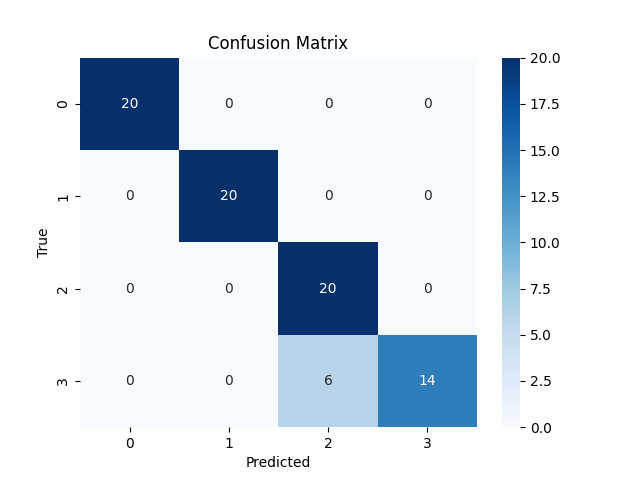 Confusion Matrix
20.0
0 20 0 0 0
17.5
15.0
1 0 20 0 0
12.5
True
10.0
2 0 0 20 0
7.5
5.0
3 0 0 6 14
2.5
0.0
0 1 2 3
Predicted